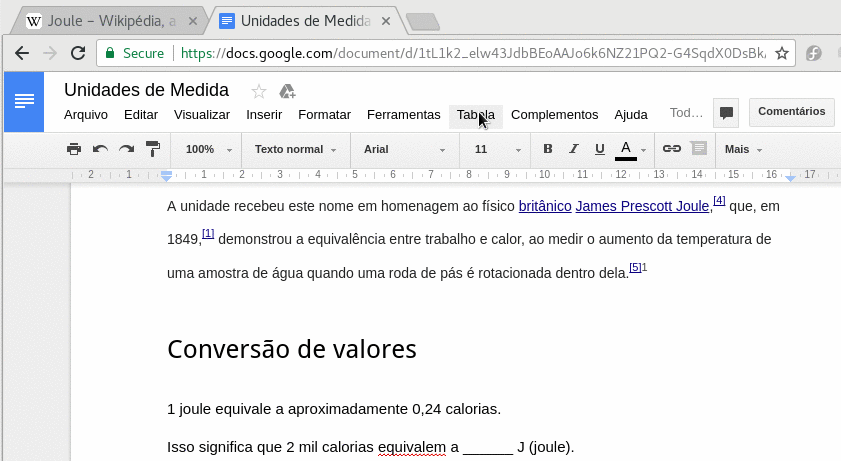 W Joule – Wikipédia, a
Unidades de Medida
Secure https://docs.google.com/document/d/1tL1k2_elw43JdbBEoAAJo6k6NZ21PQ2-G4SqdX0DsBk
Unidades de Medida
Arquivo Editar Visualizar Inserir Formatar Ferramentas Tabela Complementos Ajuda Tod… Comentários
100% Texto normal Arial 11 B I U A Mais
2 1 1 2 3 4 5 6 7 8 9 10 11 12 13 14 15 16 17
A unidade recebeu este nome em homenagem ao físico britânico James Prescott Joule,[4] que, em
1849,[1] demonstrou a equivalência entre trabalho e calor, ao medir o aumento da temperatura de
uma amostra de água quando uma roda de pás é rotacionada dentro dela.[5]1
Conversão de valores
1 joule equivale a aproximadamente 0,24 calorias.
Isso significa que 2 mil calorias equivalem a ______ J (joule).